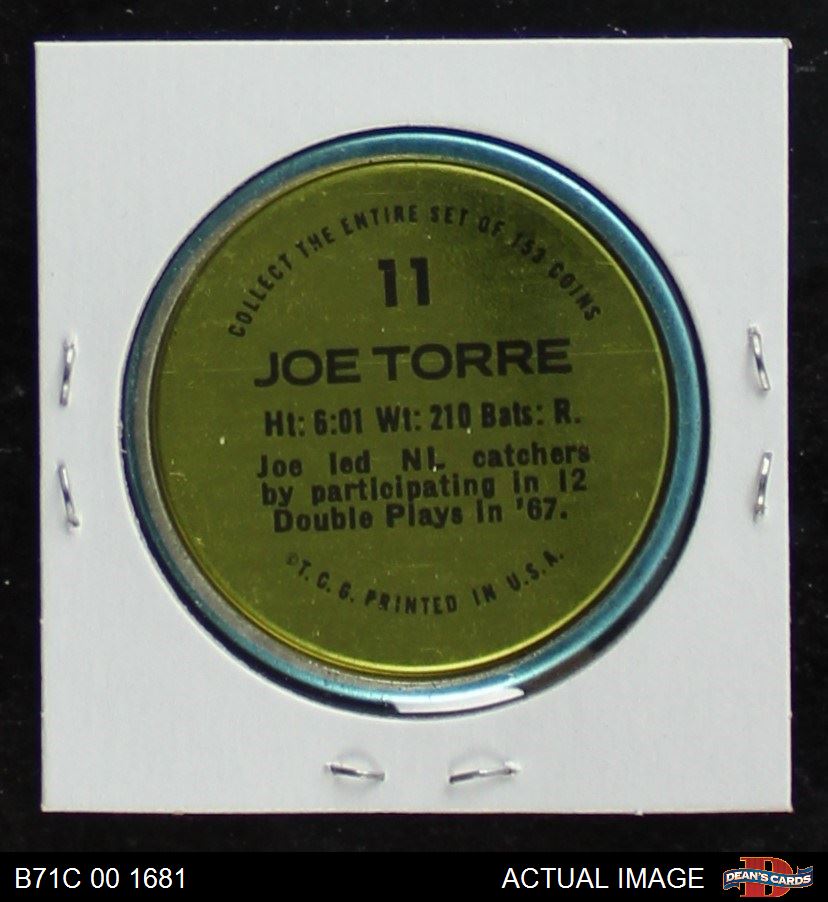 COLLECT THE ENTIRE SET OF 153 COINS
11
JOE TORRE
Ht: 6:01 Wt: 210 Bats: R.
Joe led NL catchers
by participating in 12
Double Plays in '67.
©T.C.G. PRINTED IN U.S.A.
B71C 00 1681
ACTUAL IMAGE
D
DEAN'S CARDS